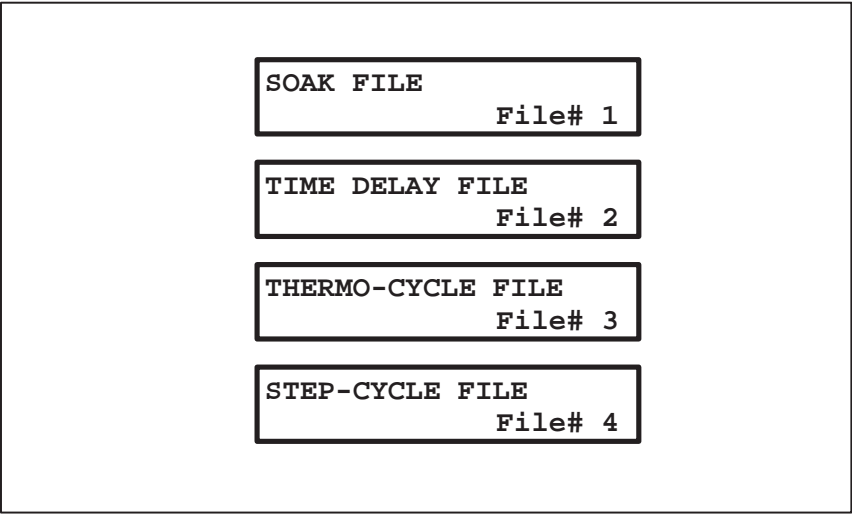 SOAK FILE
File# 1
TIME DELAY FILE
File# 2
THERMO-CYCLE FILE
File# 3
STEP-CYCLE FILE
File# 4